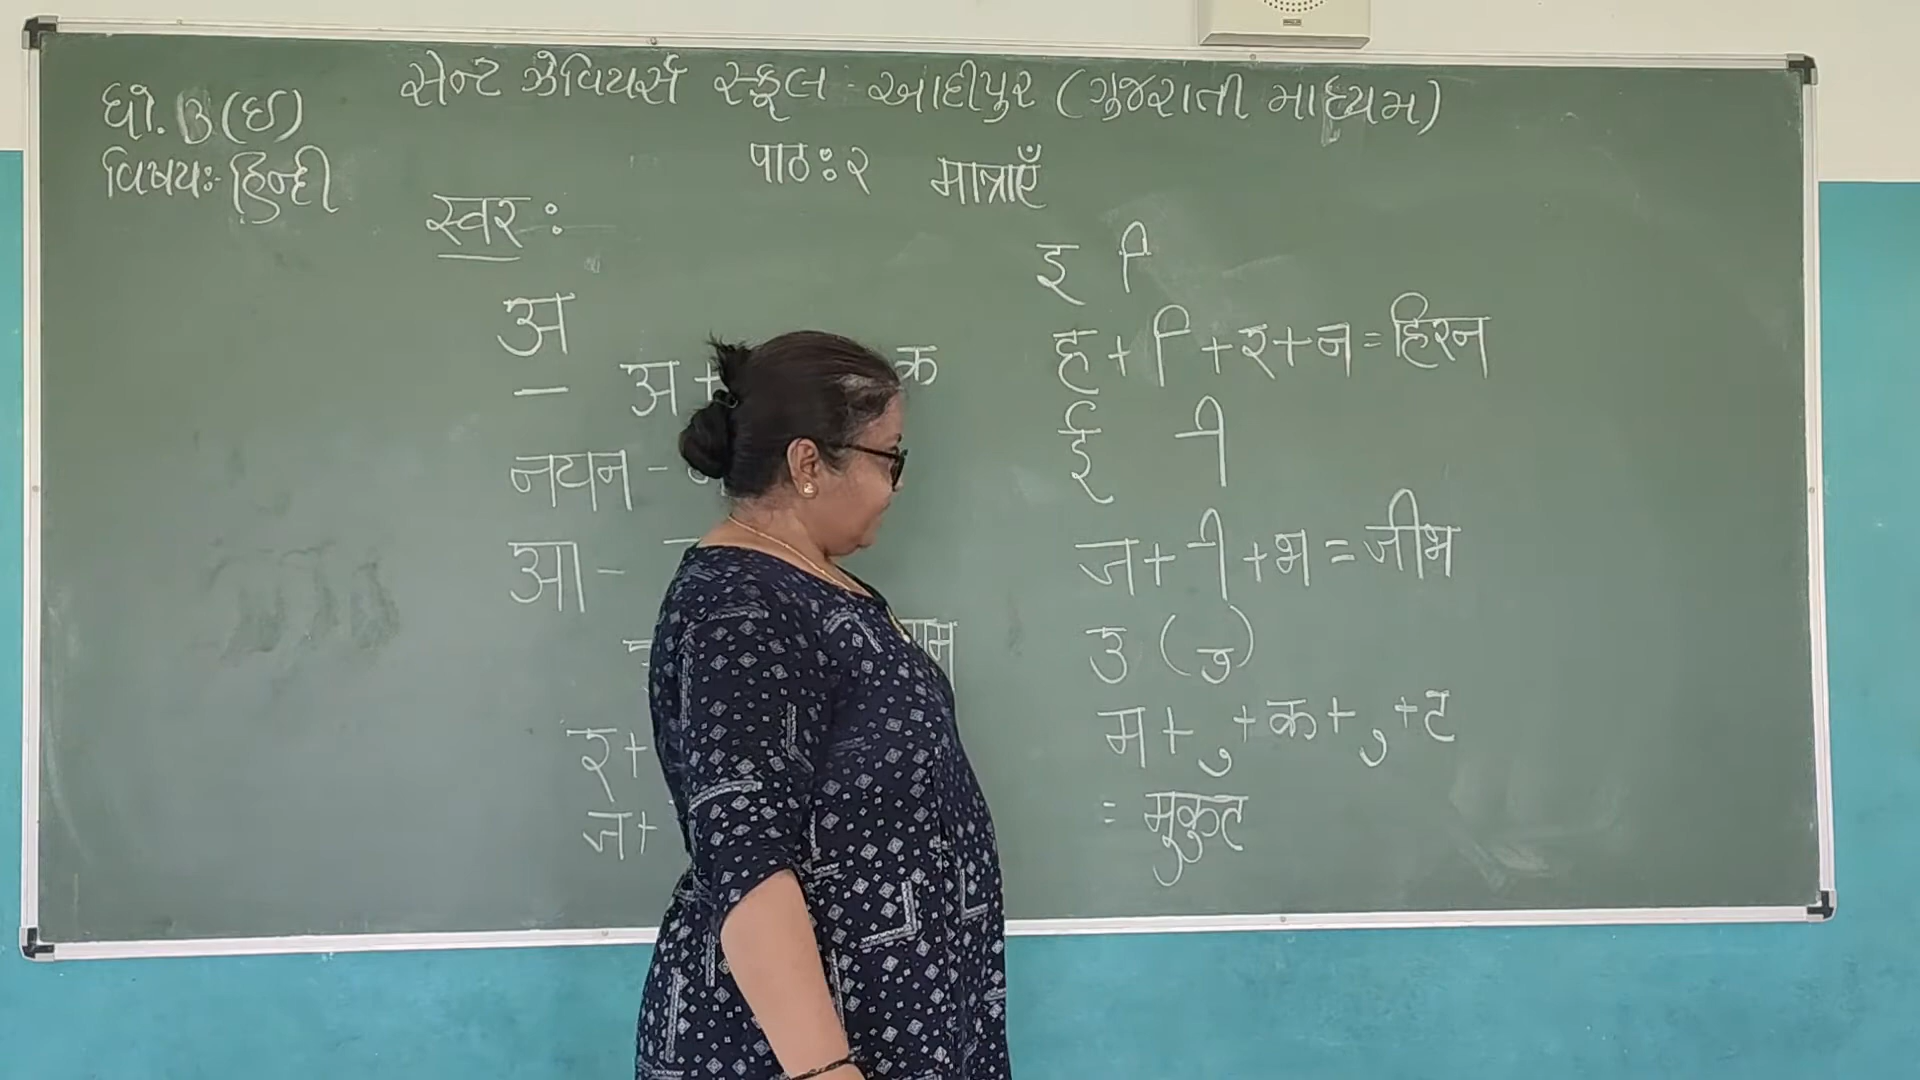 સેન્ટ ઝેવિયર્સ સ્કૂલ - આદીપુર (ગુજરાતી માધ્યમ)
ધો. ૩ (ઈ)
વિષય:- હિન્દી
पाठ : २ मात्राएँ
स्वर :
अ
- अ +
नयन -
आ -
र +
ज +
इ ि
ह + ि + र + न = हिरन
ई ी
ज + ी + भ = जीभ
उ ( ु )
म + ु + क + ु + ट
= मुकुट